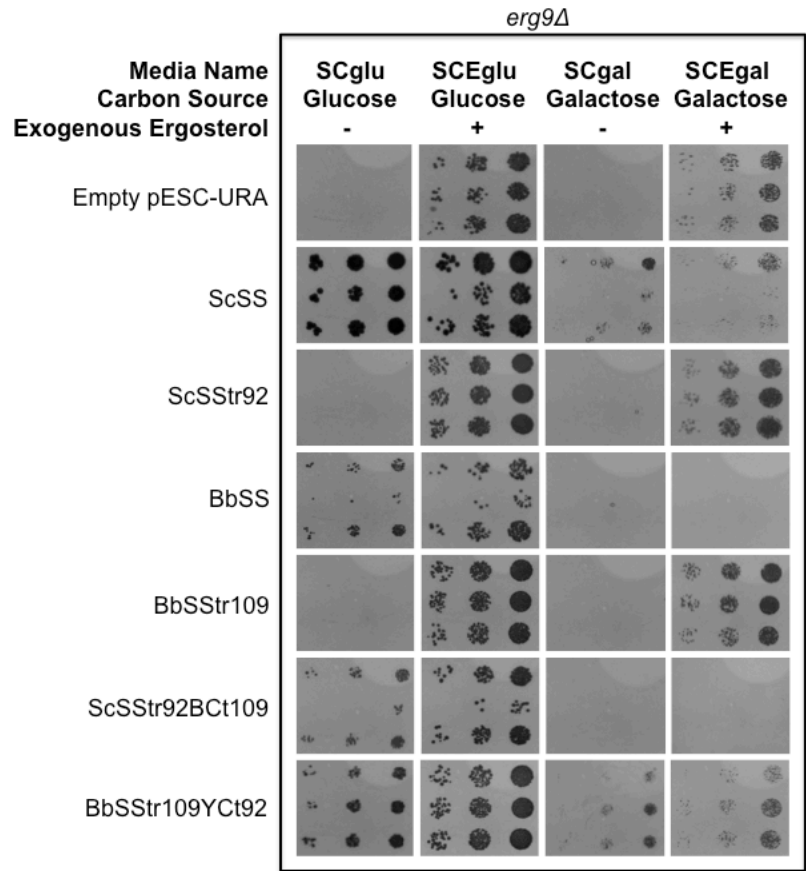 erg9Δ
Media Name SCglu SCEglu SCgal SCEgal
Carbon Source Glucose Glucose Galactose Galactose
Exogenous Ergosterol - + - +
Empty pESC-URA
ScSS
ScSStr92
BbSS
BbSStr109
ScSStr92BCt109
BbSStr109YCt92